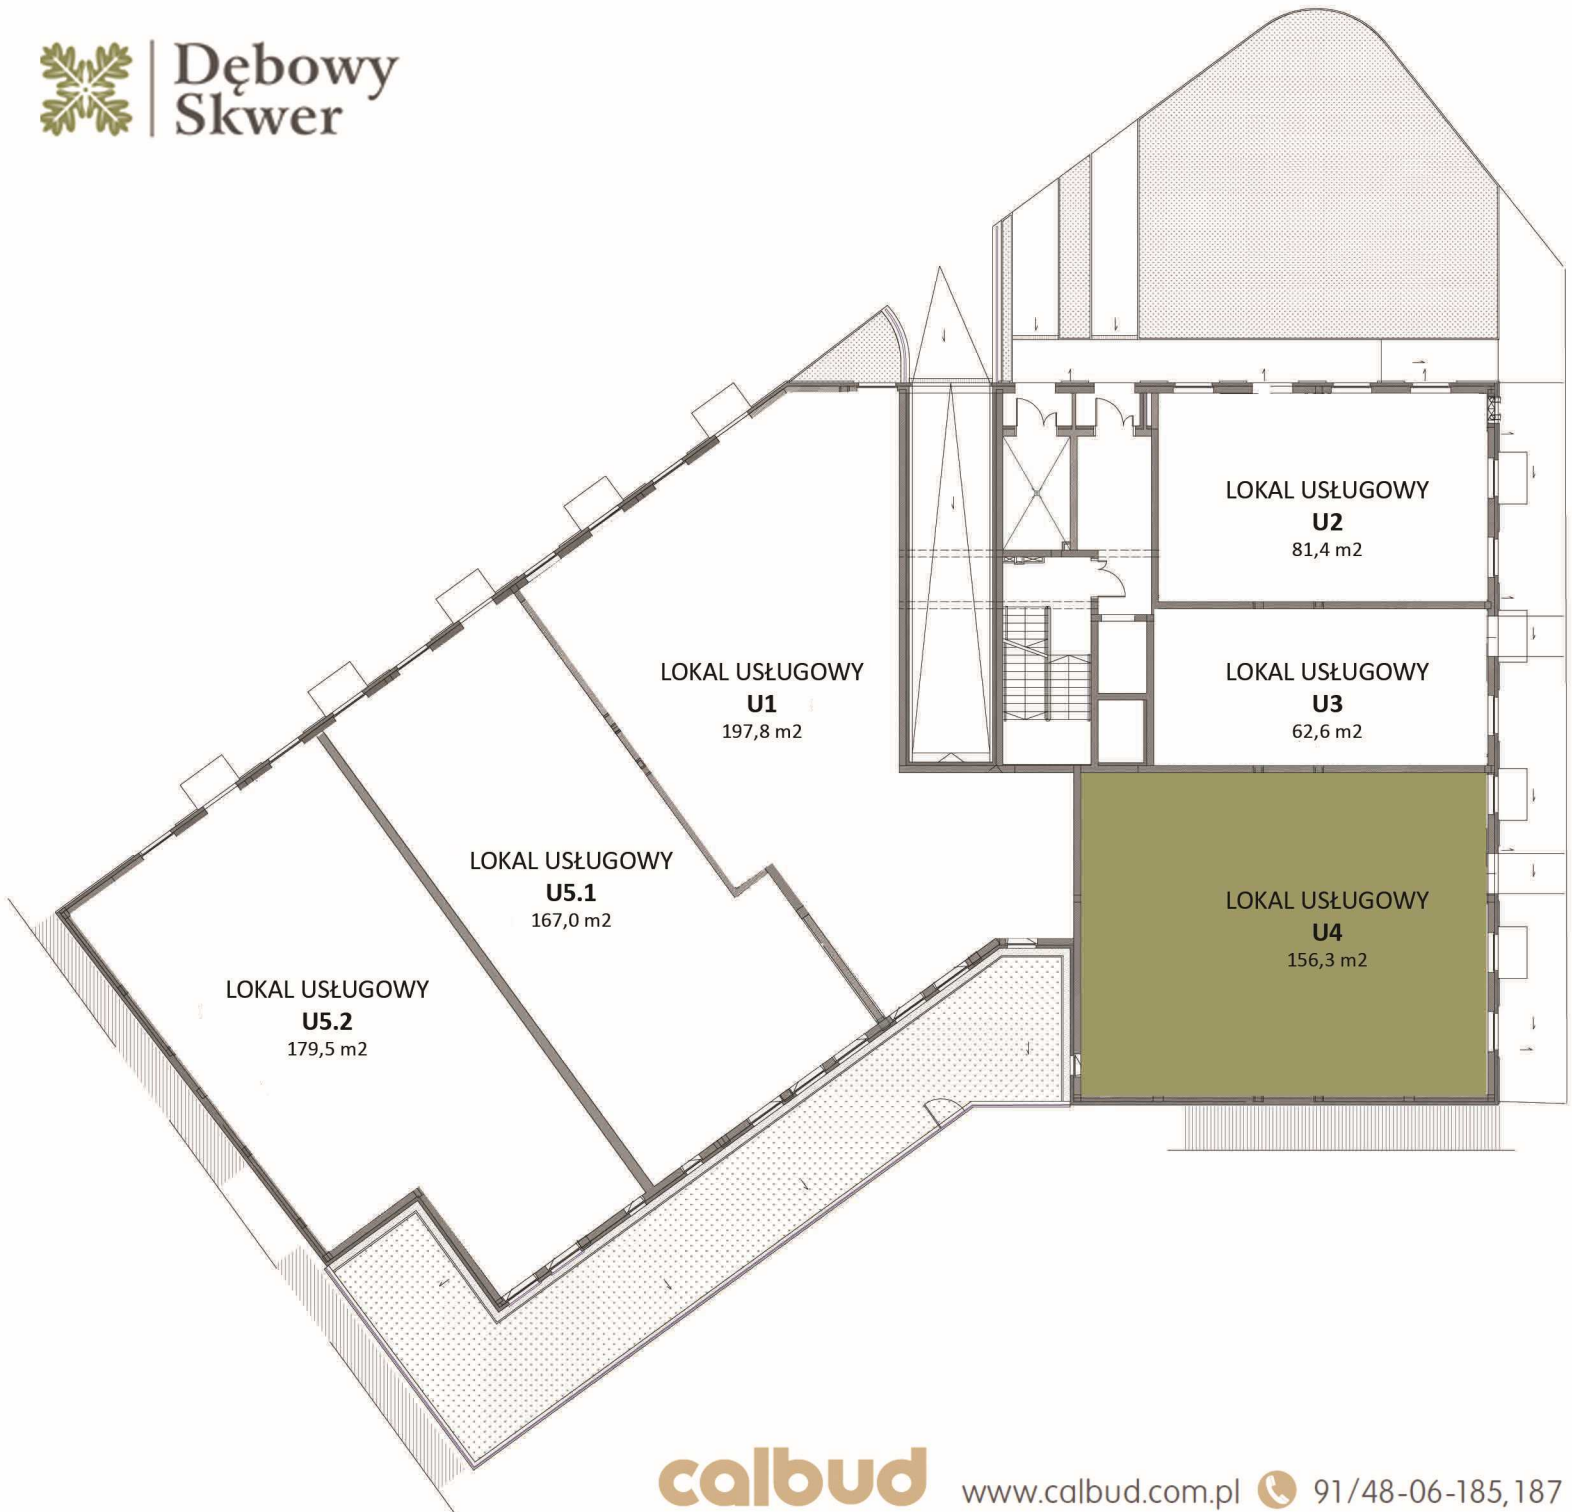 Dębowy
Skwer
LOKAL USŁUGOWY
U2
81,4 m2
LOKAL USŁUGOWY
U1
197,8 m2
LOKAL USŁUGOWY
U3
62,6 m2
LOKAL USŁUGOWY
U5.1
167,0 m2
LOKAL USŁUGOWY
U4
156,3 m2
LOKAL USŁUGOWY
U5.2
179,5 m2
calbud
www.calbud.com.pl 91/48-06-185,187